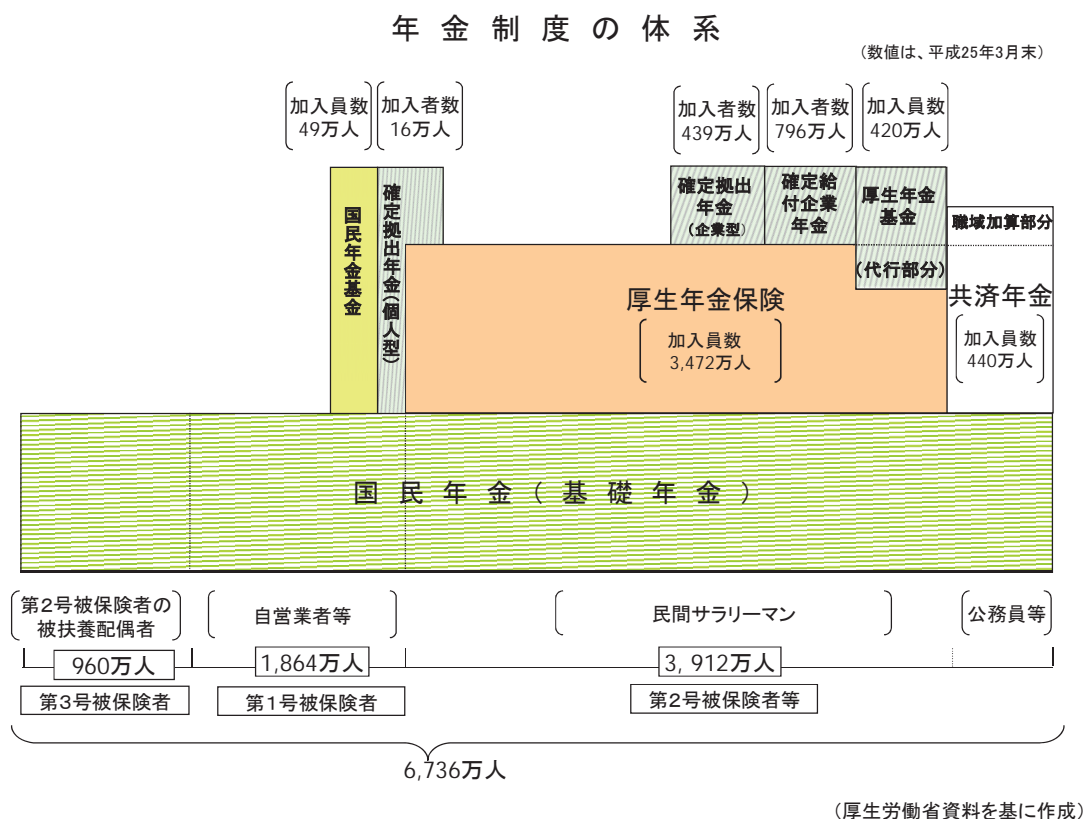 年金制度の体系
(数値は、平成25年3月末)
加入員数
49万人
加入者数
16万人
加入者数
439万人
加入者数
796万人
加入員数
420万人
国民年金基金
確定拠出年金(個人型)
確定拠出
年金
(企業型)
確定給
付企業
年金
厚生年金
基金
(代行部分)
職域加算部分
厚生年金保険
加入員数
3,472万人
共済年金
加入員数
440万人
国民年金(基礎年金)
第2号被保険者の
被扶養配偶者
自営業者等
民間サラリーマン
公務員等
960万人
1,864万人
3,912万人
第3号被保険者
第1号被保険者
第2号被保険者等
6,736万人
(厚生労働省資料を基に作成)